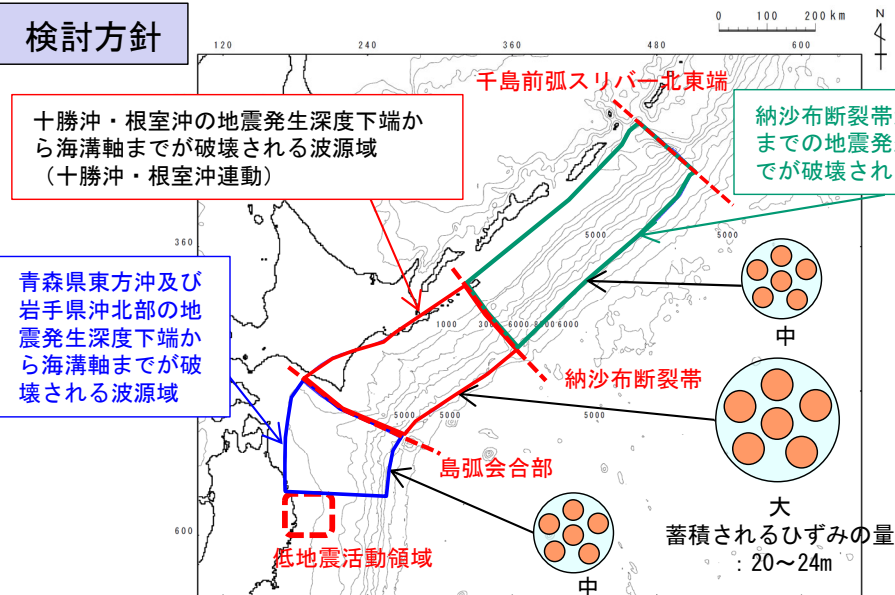 検討方針
0 100 200 km
N
120 240 360 480 600
千島前弧スリバー北東端
十勝沖・根室沖の地震発生深度下端か
ら海溝軸までが破壊される波源域
(十勝沖・根室沖連動)
納沙布断裂帯
までの地震発
でが破壊され
360
5000
5000
青森県東方沖及び
岩手県沖北部の地
震発生深度下端か
ら海溝軸までが破
壊される波源域
1000
6000
6000
中
納沙布断裂帯
5000
5000
5000
島弧会合部
大
蓄積されるひずみの量
:20~24m
600
低地震活動領域
中